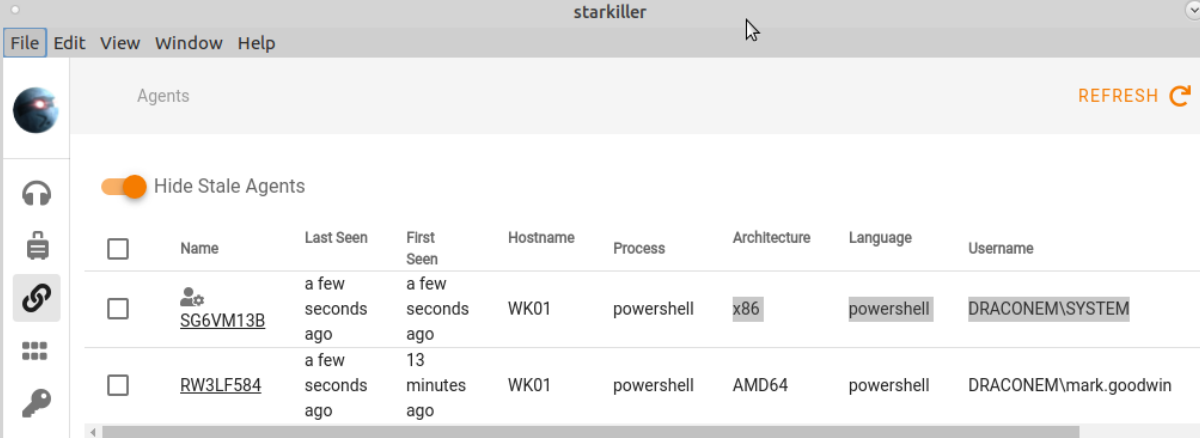 starkiller
File Edit View Window Help
Agents
REFRESH
Hide Stale Agents
Name Last Seen First Seen Hostname Process Architecture Language Username
SG6VM13B a few seconds ago a few seconds ago WK01 powershell x86 powershell DRACONEM\SYSTEM
RW3LF584 a few seconds ago 13 minutes ago WK01 powershell AMD64 powershell DRACONEM\mark.goodwin